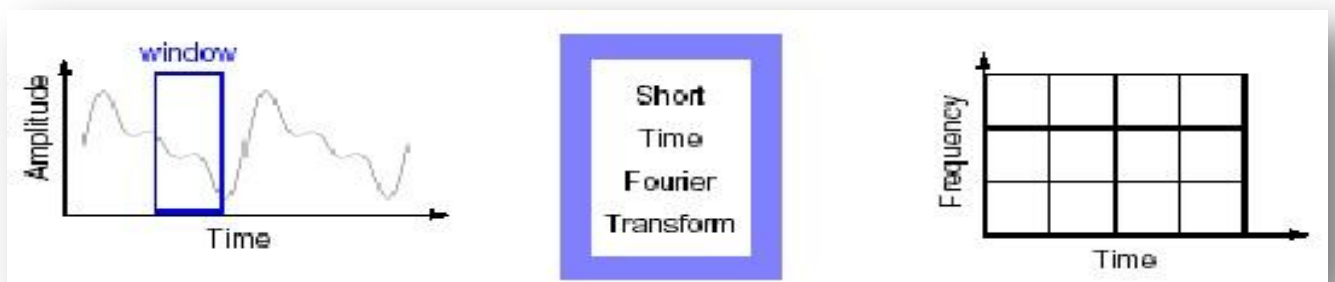 window
Amplitude
Time
Short
Time
Fourier
Transform
Frequency
Time